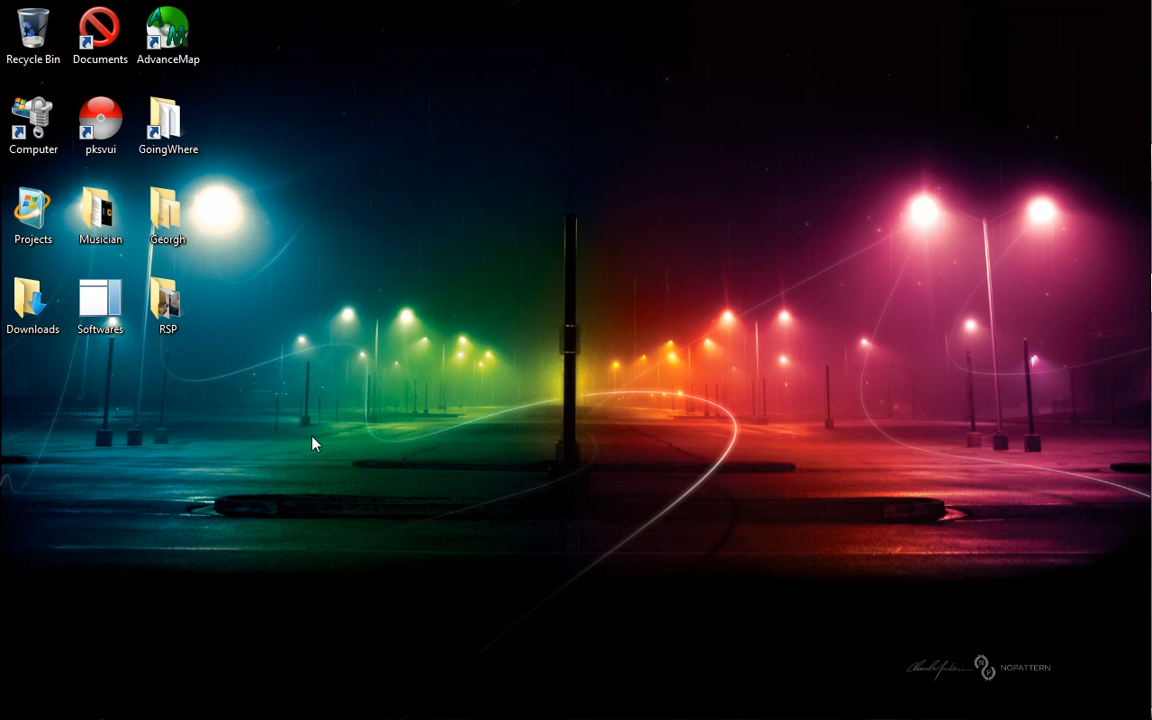 Recycle Bin
Documents
AdvanceMap
Computer
pksvui
GoingWhere
Projects
Musician
Georgh
Downloads
Softwares
RSP
NOPATTERN